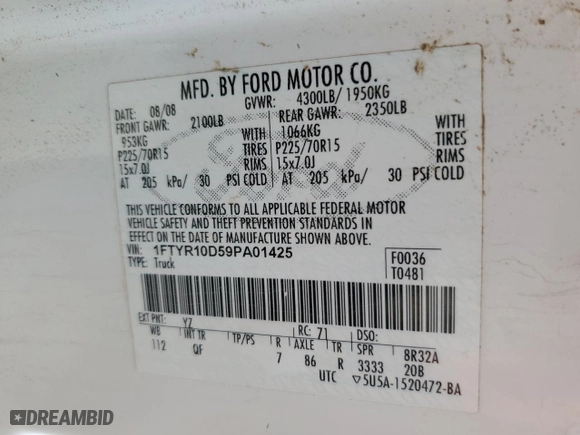 MFD. BY FORD MOTOR CO.
DATE: 08/08 GVWR: 4300LB/ 1950KG
FRONT GAWR: 2100LB REAR GAWR: 2350LB
953KG WITH 1066KG WITH
P225/70R15 TIRES P225/70R15 TIRES
15x7.0J RIMS 15x7.0J RIMS
AT 205 kPa/ 30 PSI COLD AT 205 kPa/ 30 PSI COLD
THIS VEHICLE CONFORMS TO ALL APPLICABLE FEDERAL MOTOR
VEHICLE SAFETY AND THEFT PREVENTION STANDARDS IN
EFFECT ON THE DATE OF MANUFACTURE SHOWN ABOVE.
VIN: 1FTYR10D59PA01425 F0036
TYPE: Truck T0481
EXT PNT: YZ RC: 71 DSO:
WB INT TR TP/PS R AXLE TR SPR 8R32A
112 QF 7 86 R 3333 20B
UTC ▽5U5A-1520472-BA
Ford
DREAMBID